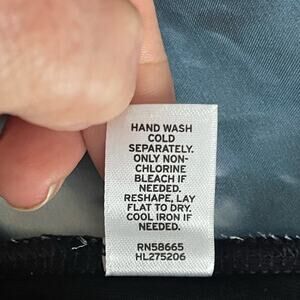 HAND WASH
COLD
SEPARATELY.
ONLY NON-
CHLORINE
BLEACH IF
NEEDED.
RESHAPE, LAY
FLAT TO DRY.
COOL IRON IF
NEEDED.
RN58665
HL275206